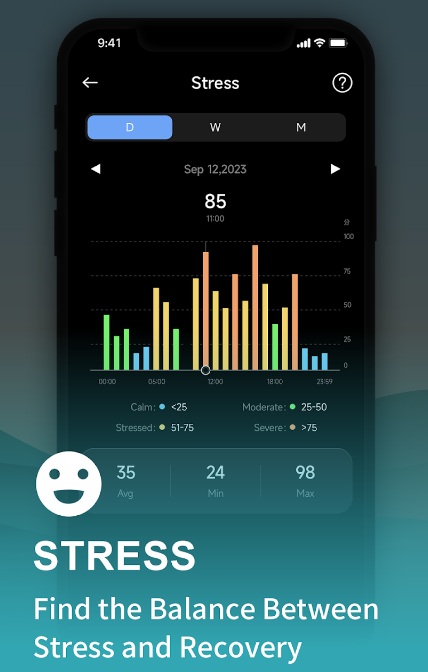 9:41
Stress
D W M
Sep 12,2023
85
11:00
分
100
75
50
25
0
00:00 06:00 12:00 18:00 23:59
Calm: <25 Moderate: 25-50
Stressed: 51-75 Severe: >75
35 24 98
Avg Min Max
STRESS
Find the Balance Between
Stress and Recovery